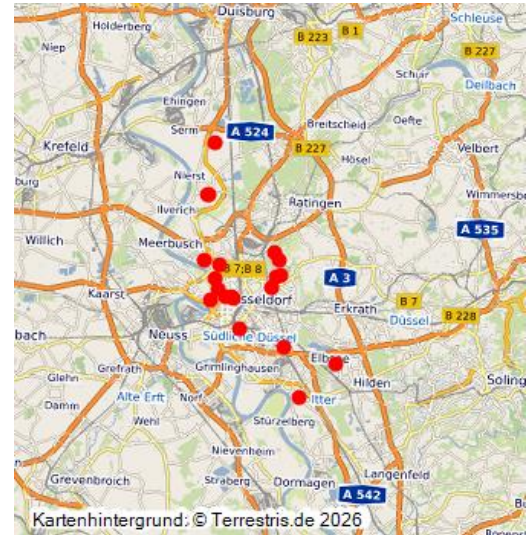 Duisburg
Holderberg
B 223
B 1
Schleuse
Niep
B 227
Schuir
Deilbach
Ehingen
Serm
A 524
Breitscheid
Oefte
Krefeld
B 227
Velbert
Hösel
Nierst
Wimmersbe
Ratingen
Ilverich
A 535
Willich
Meerbusch
B 7;B 8
A 3
Kaarst
sseldorf
B 7
Erkrath
Düssel
B 228
bach
Neuss
Südliche Düssel
Elb
Grefrath
Grimlinghausen
Hilden
Soling
Glehn
Alte Erft
Norf
Itter
Damm
Wehl
Stürzelberg
Nievenheim
Langenfeld
Grevenbroich
Straberg
Dormagen
A 542
Kartenhintergrund: © Terrestris.de 2026